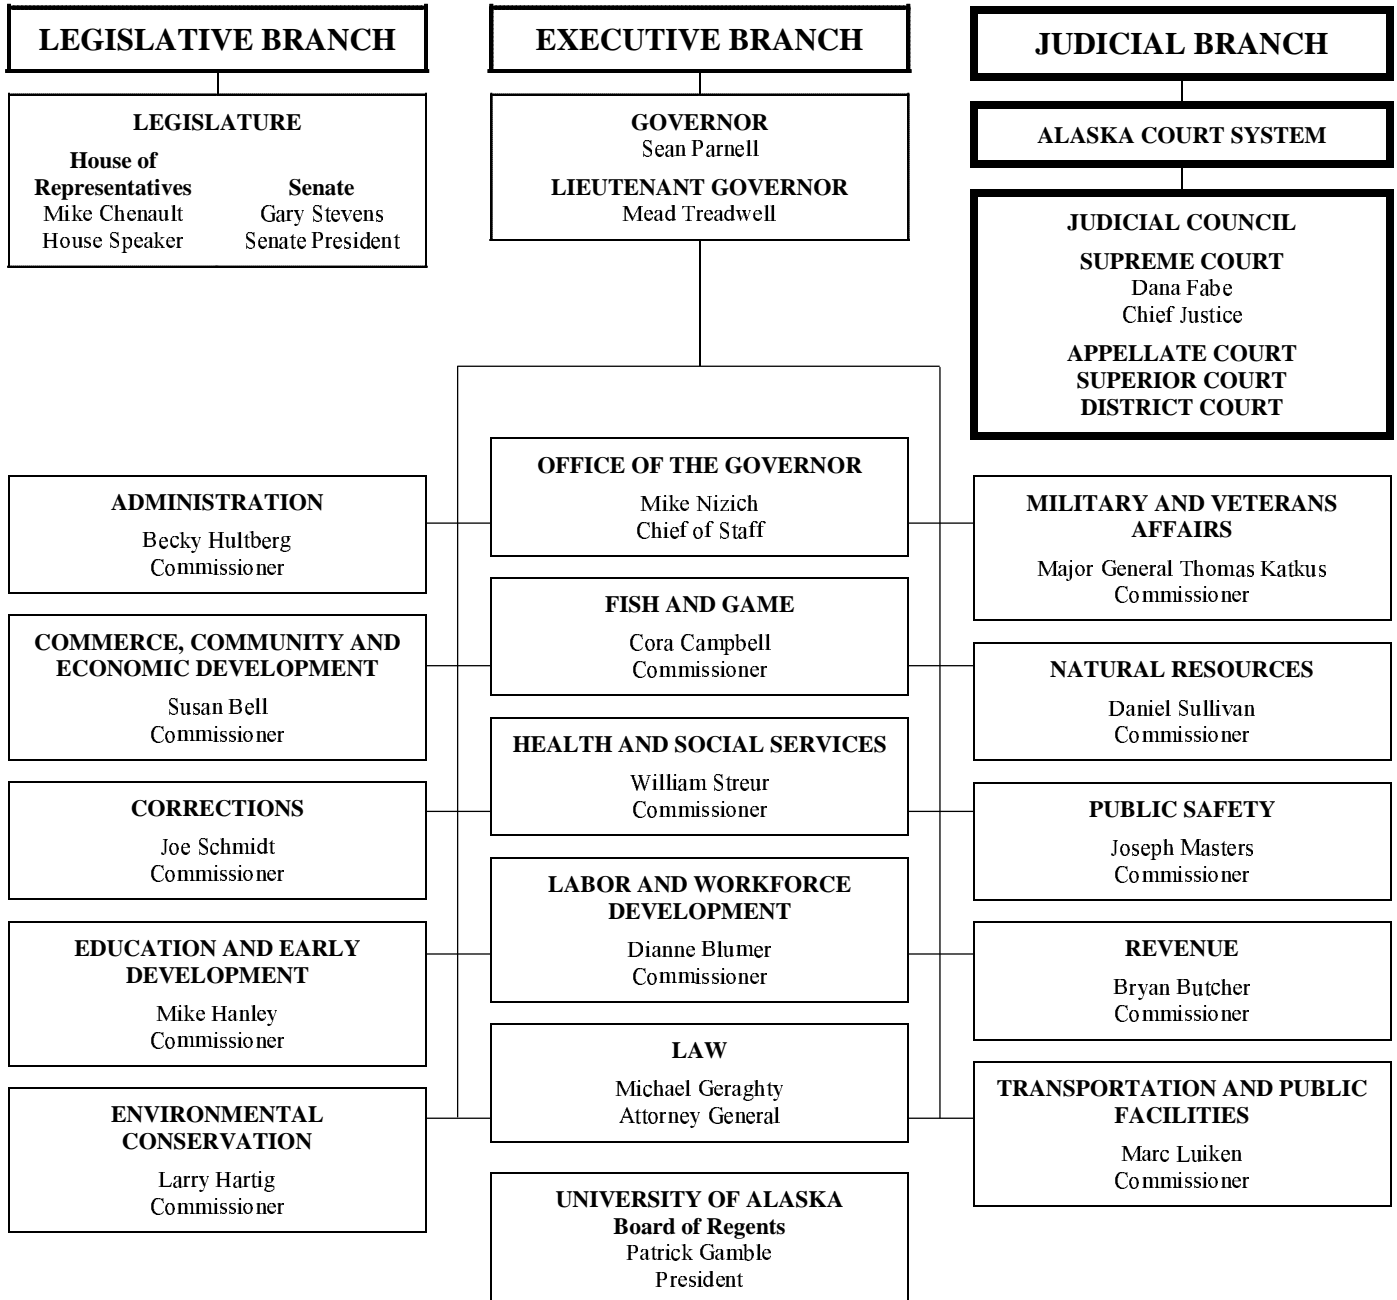 LEGISLATIVE BRANCH
LEGISLATURE
House of
Representatives
Mike Chenault
House Speaker
Senate
Gary Stevens
Senate President
EXECUTIVE BRANCH
GOVERNOR
Sean Parnell
LIEUTENANT GOVERNOR
Mead Treadwell
JUDICIAL BRANCH
ALASKA COURT SYSTEM
JUDICIAL COUNCIL
SUPREME COURT
Dana Fabe
Chief Justice
APPELLATE COURT
SUPERIOR COURT
DISTRICT COURT
ADMINISTRATION
Becky Hultberg
Commissioner
COMMERCE, COMMUNITY AND
ECONOMIC DEVELOPMENT
Susan Bell
Commissioner
CORRECTIONS
Joe Schmidt
Commissioner
EDUCATION AND EARLY
DEVELOPMENT
Mike Hanley
Commissioner
ENVIRONMENTAL
CONSERVATION
Larry Hartig
Commissioner
OFFICE OF THE GOVERNOR
Mike Nizich
Chief of Staff
FISH AND GAME
Cora Campbell
Commissioner
HEALTH AND SOCIAL SERVICES
William Streur
Commissioner
LABOR AND WORKFORCE
DEVELOPMENT
Dianne Blumer
Commissioner
LAW
Michael Geraghty
Attorney General
UNIVERSITY OF ALASKA
Board of Regents
Patrick Gamble
President
MILITARY AND VETERANS
AFFAIRS
Major General Thomas Katkus
Commissioner
NATURAL RESOURCES
Daniel Sullivan
Commissioner
PUBLIC SAFETY
Joseph Masters
Commissioner
REVENUE
Bryan Butcher
Commissioner
TRANSPORTATION AND PUBLIC
FACILITIES
Marc Luiken
Commissioner